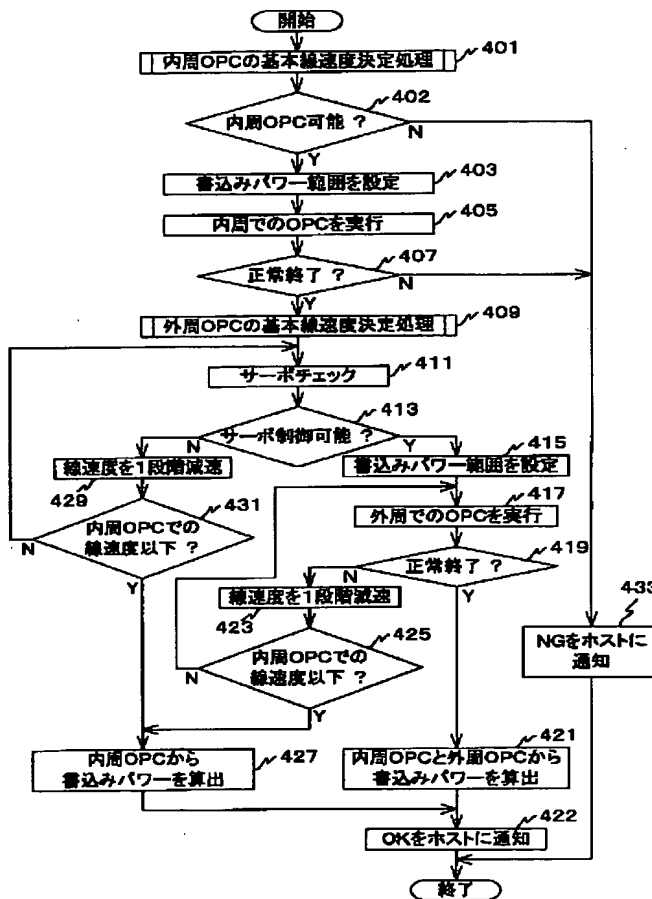 開始
内周OPCの基本線速度決定処理
401
402
内周OPC可能 ?
N
Y
書込みパワー範囲を設定
403
内周でのOPCを実行
405
407
正常終了 ?
N
Y
外周OPCの基本線速度決定処理
409
サーボチェック
411
413
サーボ制御可能 ?
N
Y
415
線速度を1段階減速
書込みパワー範囲を設定
429
417
431
外周でのOPCを実行
内周OPCでの
線速度以下 ?
N
Y
419
正常終了 ?
N
Y
線速度を1段階減速
423
425
内周OPCでの
線速度以下 ?
N
Y
433
NGをホストに
通知
内周OPCから
書込みパワーを算出
427
421
内周OPCと外周OPCから
書込みパワーを算出
422
OKをホストに通知
終了